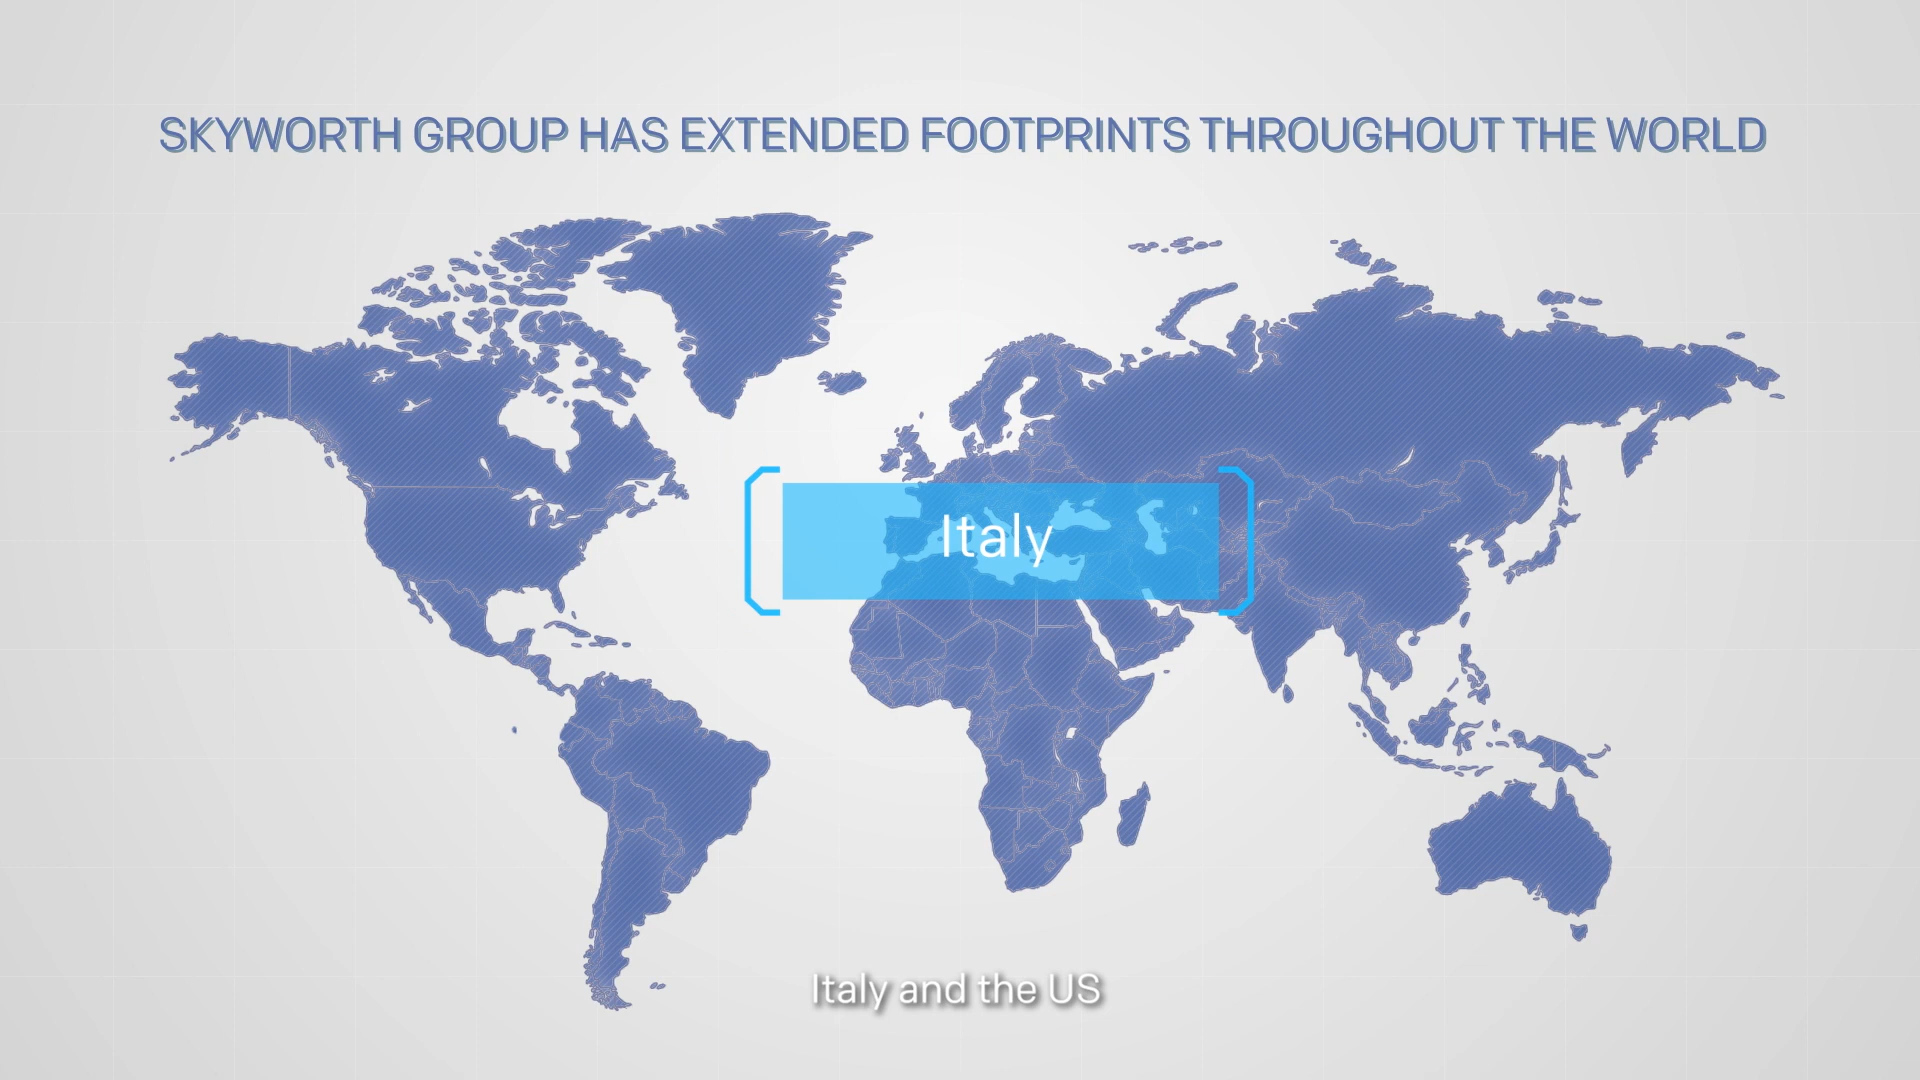 SKYWORTH GROUP HAS EXTENDED FOOTPRINTS THROUGHOUT THE WORLD
Italy
Italy and the US